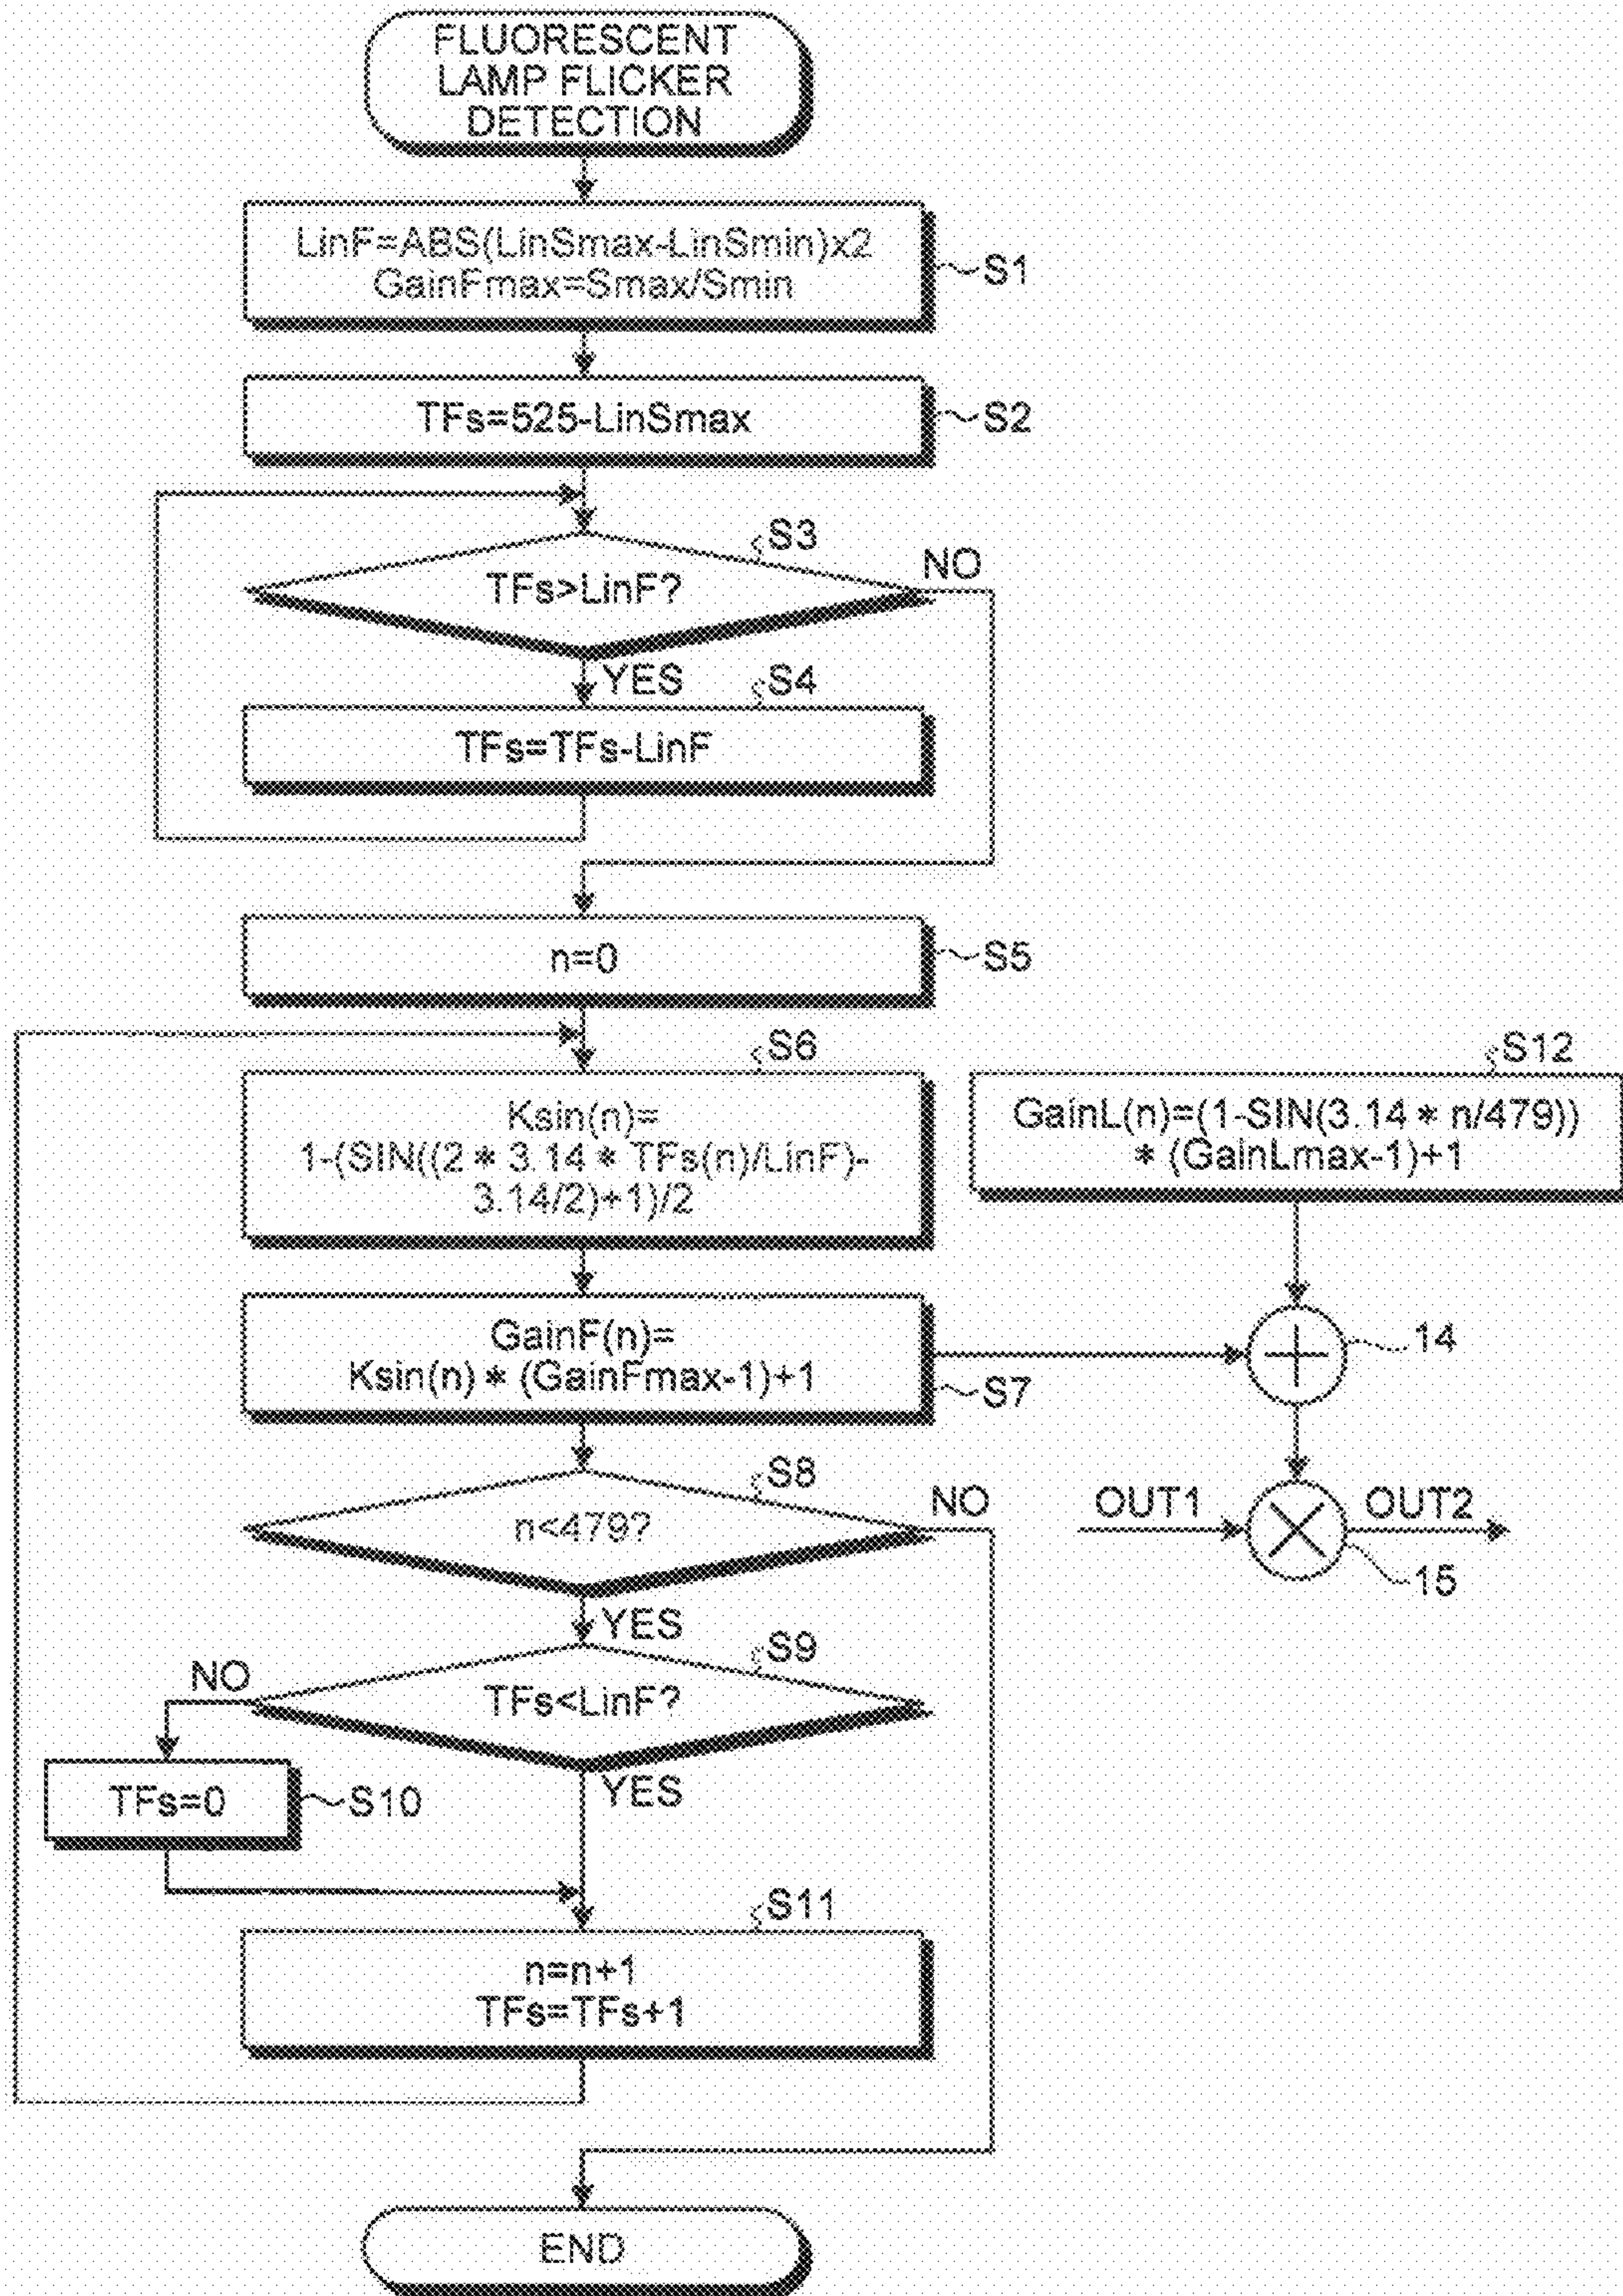 FLUORESCENT
LAMP FLICKER
DETECTION
LinF=ABS(LinSmax-LinSmin)x2
GainFmax=Smax/Smin
S1
TFs=525-LinSmax
S2
S3
TFs>LinF?
NO
YES
S4
TFs=TFs-LinF
n=0
S5
S6
Ksin(n)=
1-(SIN((2 * 3.14 * TFs(n)/LinF)-
3.14/2)+1)/2
S12
GainL(n)=(1-SIN(3.14 * n/479))
* (GainLmax-1)+1
GainF(n)=
Ksin(n) * (GainFmax-1)+1
S7
14
S8
n<479?
NO
YES
OUT1
OUT2
15
S9
TFs<LinF?
NO
YES
TFs=0
S10
S11
n=n+1
TFs=TFs+1
END